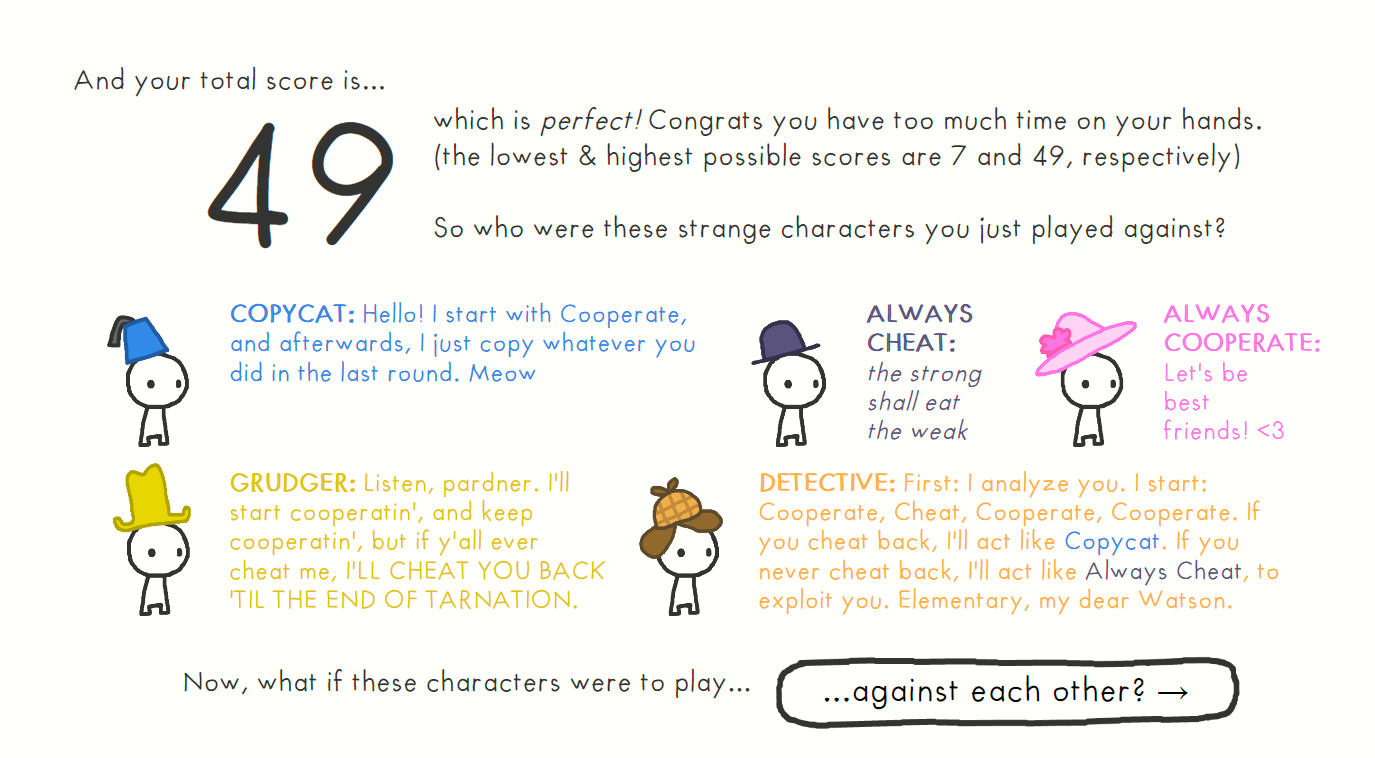 And your total score is...
49
which is perfect! Congrats you have too much time on your hands.
(the lowest & highest possible scores are 7 and 49, respectively)
So who were these strange characters you just played against?
COPYCAT: Hello! I start with Cooperate,
and afterwards, I just copy whatever you
did in the last round. Meow
ALWAYS
CHEAT:
the strong
shall eat
the weak
ALWAYS
COOPERATE:
Let's be
best
friends! <3
GRUDGER: Listen, pardner. I'll
start cooperatin', and keep
cooperatin', but if y'all ever
cheat me, I'LL CHEAT YOU BACK
'TIL THE END OF TARNATION.
DETECTIVE: First: I analyze you. I start:
Cooperate, Cheat, Cooperate, Cooperate. If
you cheat back, I'll act like Copycat. If you
never cheat back, I'll act like Always Cheat, to
exploit you. Elementary, my dear Watson.
Now, what if these characters were to play...
...against each other? →